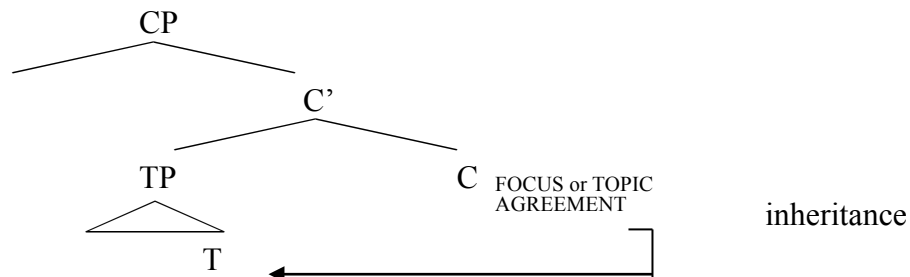 CP
C’
TP
C FOCUS or TOPIC
AGREEMENT
inheritance
T